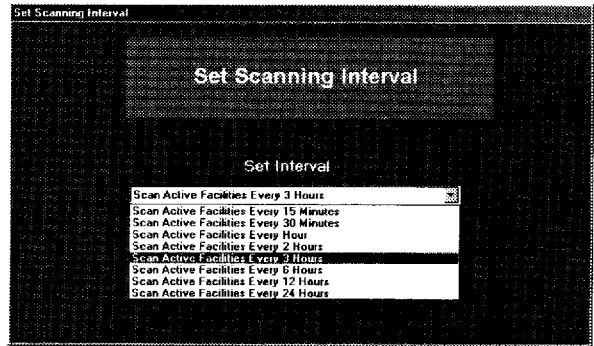 Set Scanning Interval
Set Scanning Interval
Set Interval
Scan Active Facilities Every 3 Hours
Scan Active Facilities Every 15 Minutes
Scan Active Facilities Every 30 Minutes
Scan Active Facilities Every Hour
Scan Active Facilities Every 2 Hours
Scan Active Facilities Every 3 Hours
Scan Active Facilities Every 6 Hours
Scan Active Facilities Every 12 Hours
Scan Active Facilities Every 24 Hours